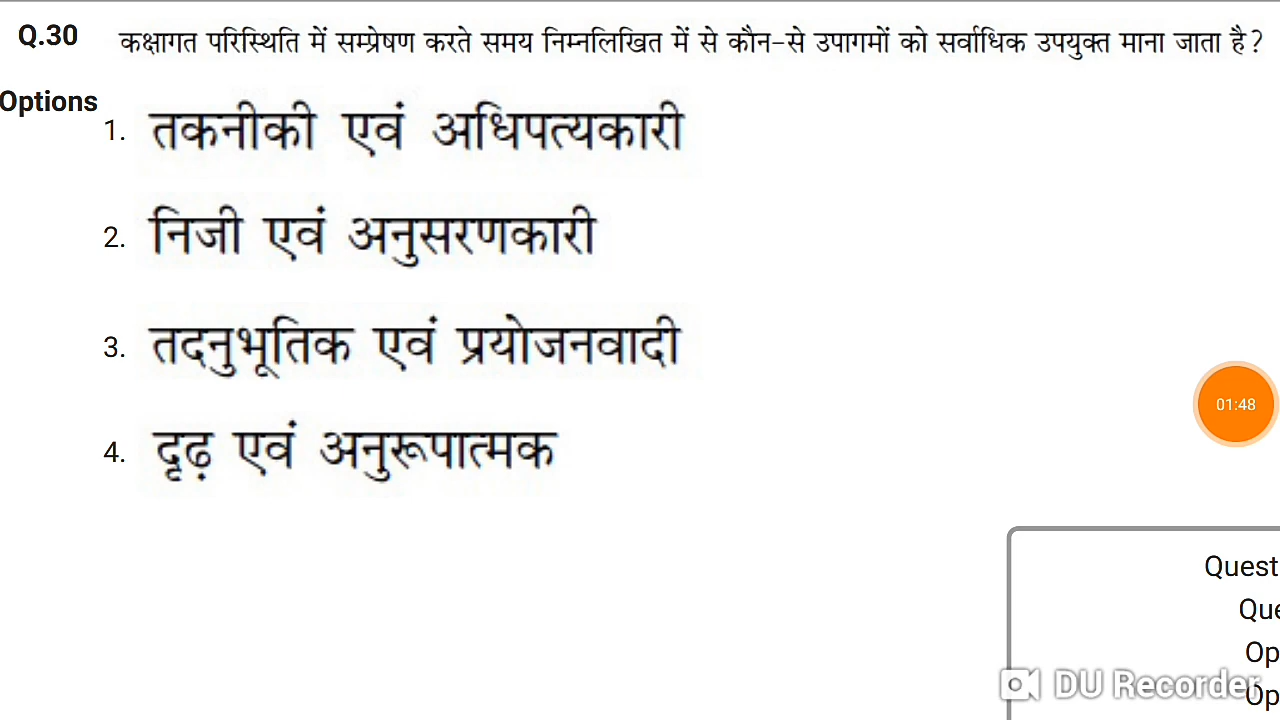 Q.30 कक्षागत परिस्थिति में सम्प्रेषण करते समय निम्नलिखित में से कौन-से उपागमों को सर्वाधिक उपयुक्त माना जाता है?
Options
1. तकनीकी एवं अधिपत्यकारी
2. निजी एवं अनुसरणकारी
3. तदनुभूतिक एवं प्रयोजनवादी
01:48
4. दृढ़ एवं अनुरूपात्मक
Quest
Que
Op
DU Recorder
Op